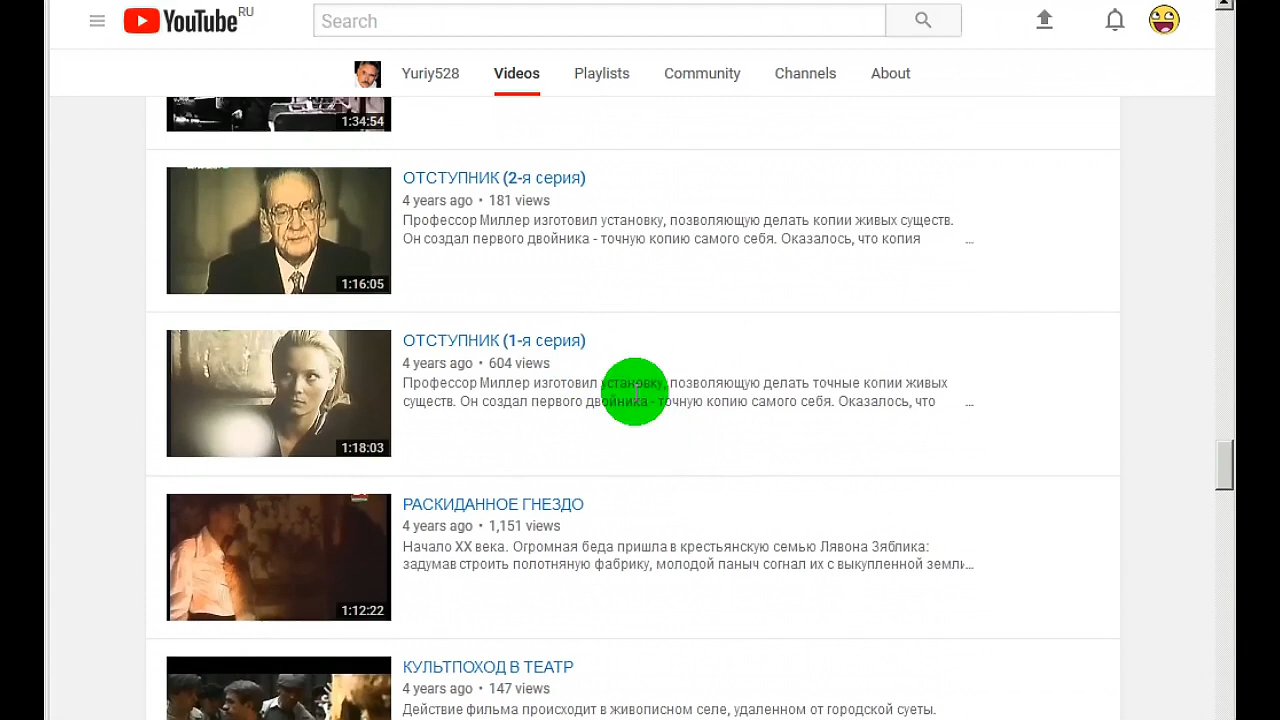 YouTube RU
Search
Yuriy528 Videos Playlists Community Channels About
1:34:54
ОТСТУПНИК (2-я серия)
4 years ago • 181 views
Профессор Миллер изготовил установку, позволяющую делать копии живых существ.
Он создал первого двойника - точную копию самого себя. Оказалось, что копия ...
1:16:05
ОТСТУПНИК (1-я серия)
4 years ago • 604 views
Профессор Миллер изготовил установку, позволяющую делать точные копии живых
существ. Он создал первого двойника - точную копию самого себя. Оказалось, что ...
1:18:03
РАСКИДАННОЕ ГНЕЗДО
4 years ago • 1,151 views
Начало XX века. Огромная беда пришла в крестьянскую семью Лявона Зяблика:
задумав строить полотняную фабрику, молодой паныч согнал их с выкупленной земли...
1:12:22
КУЛЬТПОХОД В ТЕАТР
4 years ago • 147 views
Действие фильма происходит в живописном селе, удаленном от городской суеты.